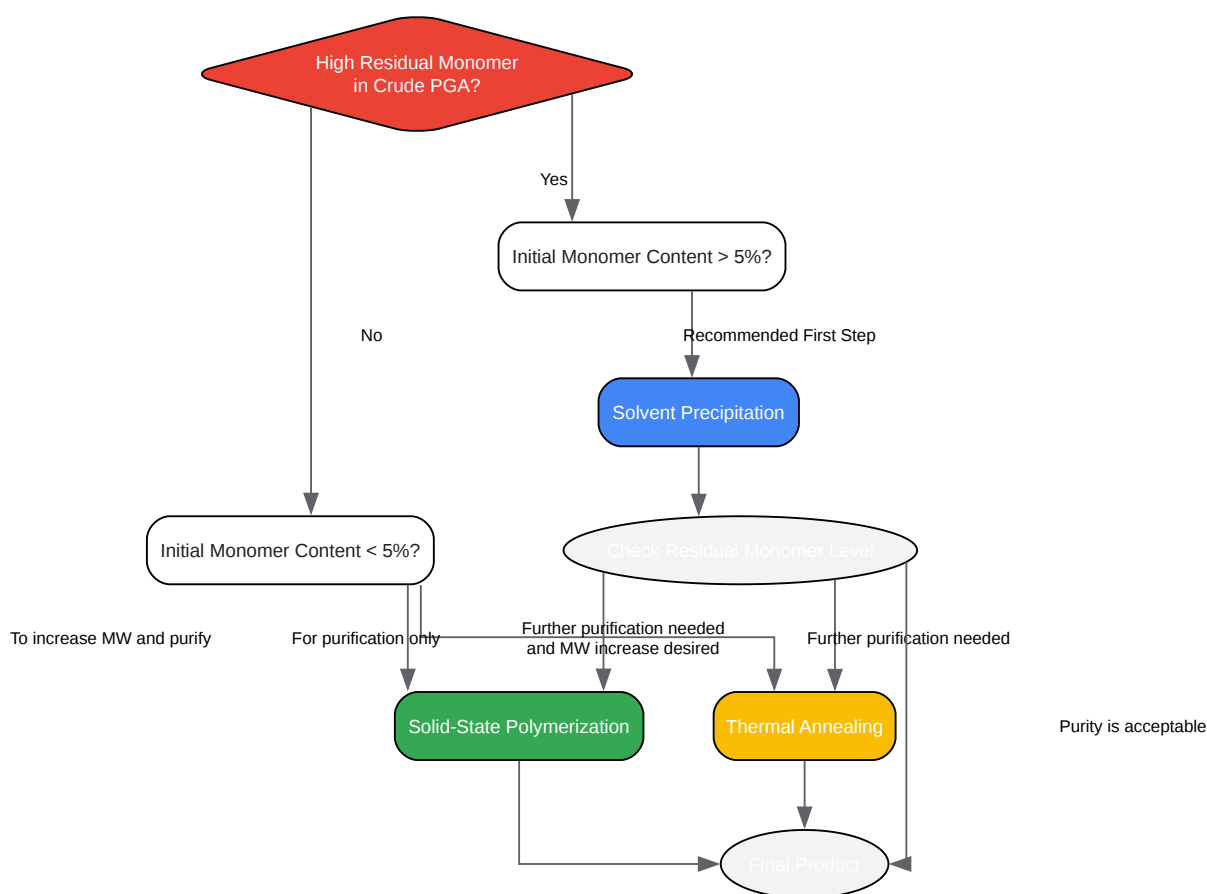 High Residual Monomer
in Crude PGA?
Yes
Initial Monomer Content > 5%?
No
Recommended First Step
Solvent Precipitation
Initial Monomer Content < 5%?
Check Residual Monomer Level
To increase MW and purify
For purification only
Further purification needed
and MW increase desired
Further purification needed
Solid-State Polymerization
Thermal Annealing
Purity is acceptable
Final Product